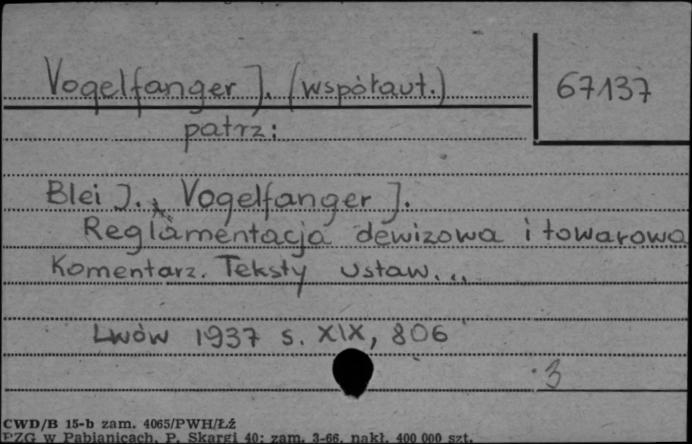 Vogelfanger J. (współaut.)
67137
patrz:
Blei J., Vogelfanger J.
Reglamentacja dewizowa i towarowa
Komentarz. Teksty ustaw...
Lwów 1937 s. XIX, 806
3
CWD/B 15-b zam. 4065/PWH/Łź
PZG w Pabianicach, P. Skargi 40; zam. 3-66. nakł. 400 000 szt.